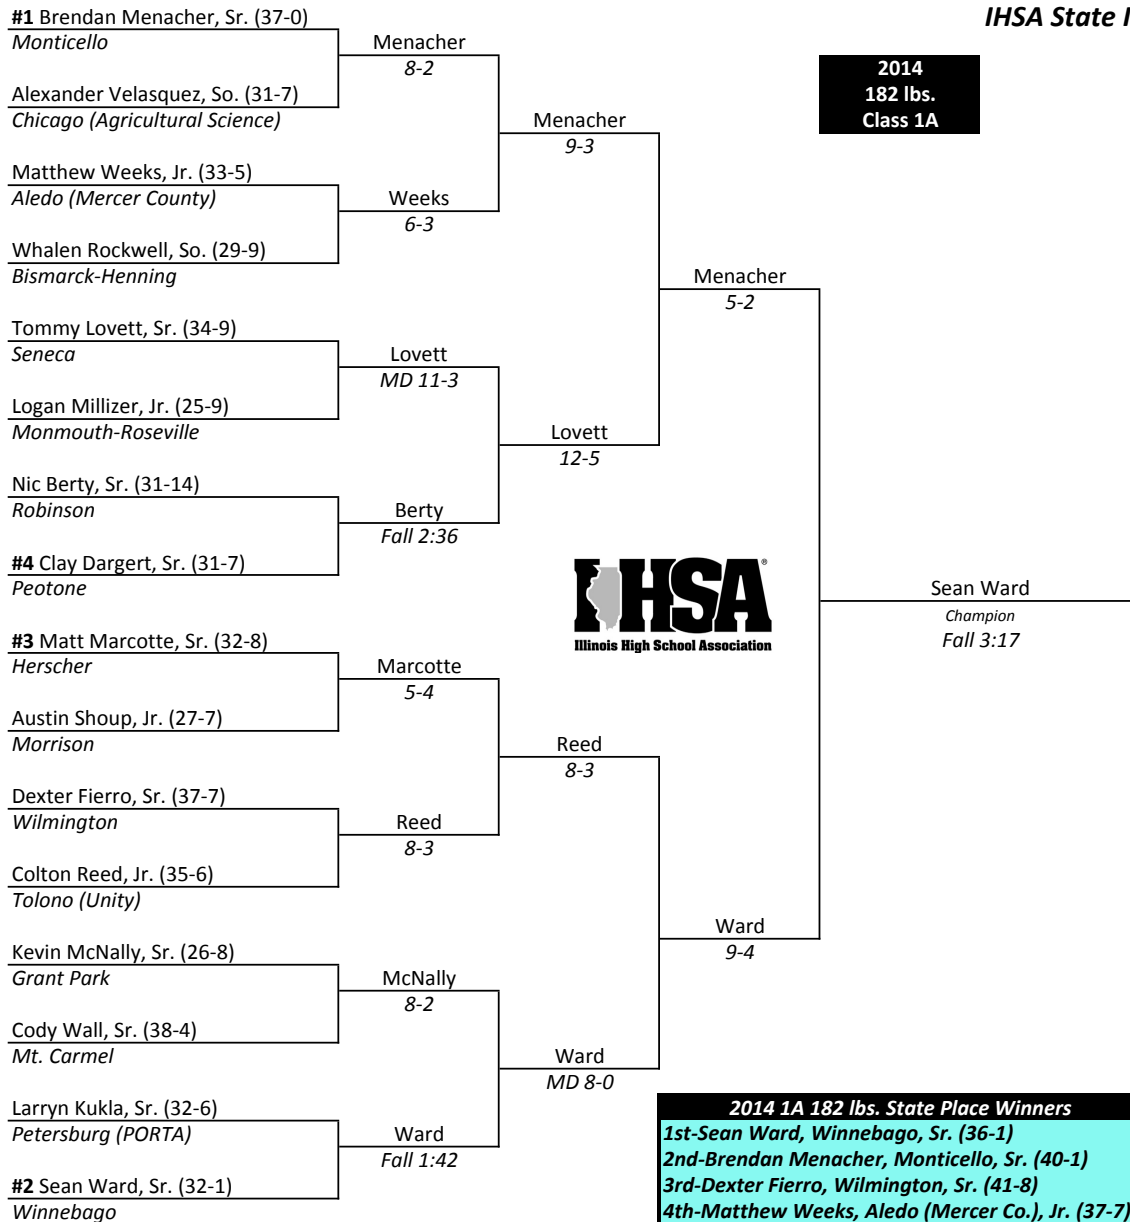 #1 Brendan Menacher, Sr. (37-0)
Monticello
IHSA State I
Menacher
8-2
2014
182 lbs.
Class 1A
Alexander Velasquez, So. (31-7)
Chicago (Agricultural Science)
Menacher
9-3
Matthew Weeks, Jr. (33-5)
Aledo (Mercer County)
Weeks
6-3
Whalen Rockwell, So. (29-9)
Bismarck-Henning
Menacher
5-2
Tommy Lovett, Sr. (34-9)
Seneca
Lovett
MD 11-3
Logan Millizer, Jr. (25-9)
Monmouth-Roseville
Lovett
12-5
Nic Berty, Sr. (31-14)
Robinson
Berty
Fall 2:36
#4 Clay Dargert, Sr. (31-7)
Peotone
IHSA®
Illinois High School Association
Sean Ward
Champion
Fall 3:17
#3 Matt Marcotte, Sr. (32-8)
Herscher
Marcotte
5-4
Austin Shoup, Jr. (27-7)
Morrison
Reed
8-3
Dexter Fierro, Sr. (37-7)
Wilmington
Reed
8-3
Colton Reed, Jr. (35-6)
Tolono (Unity)
Ward
9-4
Kevin McNally, Sr. (26-8)
Grant Park
McNally
8-2
Cody Wall, Sr. (38-4)
Mt. Carmel
Ward
MD 8-0
Larryn Kukla, Sr. (32-6)
Petersburg (PORTA)
Ward
Fall 1:42
#2 Sean Ward, Sr. (32-1)
Winnebago
2014 1A 182 lbs. State Place Winners
1st-Sean Ward, Winnebago, Sr. (36-1)
2nd-Brendan Menacher, Monticello, Sr. (40-1)
3rd-Dexter Fierro, Wilmington, Sr. (41-8)
4th-Matthew Weeks, Aledo (Mercer Co.), Jr. (37-7)